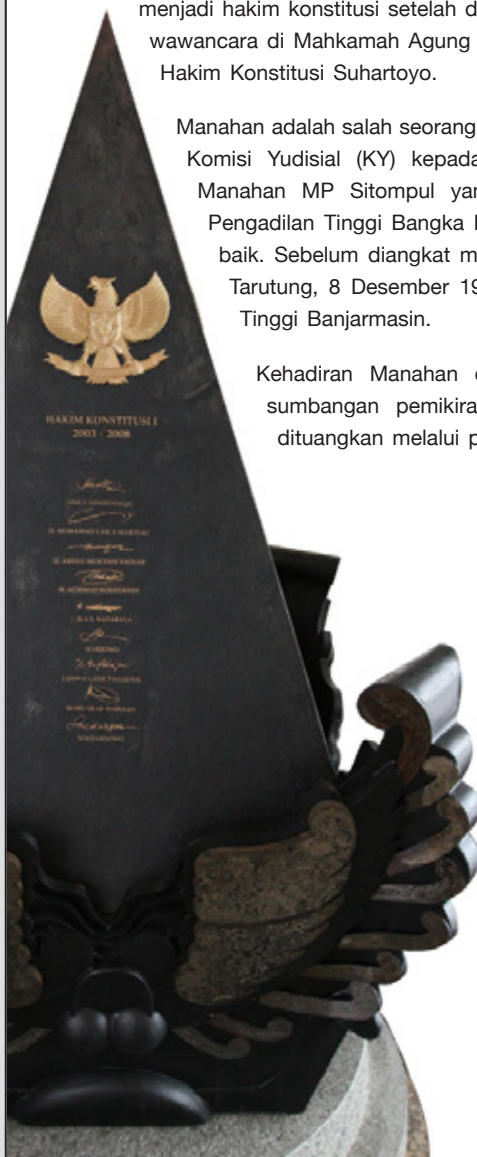 menjadi hakim konstitusi setelah d
wawancara di Mahkamah Agung
Hakim Konstitusi Suhartoyo.
Manahan adalah salah seorang
Komisi Yudisial (KY) kepada
Manahan MP Sitompul yan
Pengadilan Tinggi Bangka
baik. Sebelum diangkat m
Tarutung, 8 Desember 19
Tinggi Banjarmasin.
Kehadiran Manahan
sumbangan pemikira
dituangkan melalui p
HAKIM KONSTITUSI I
2003 - 2008